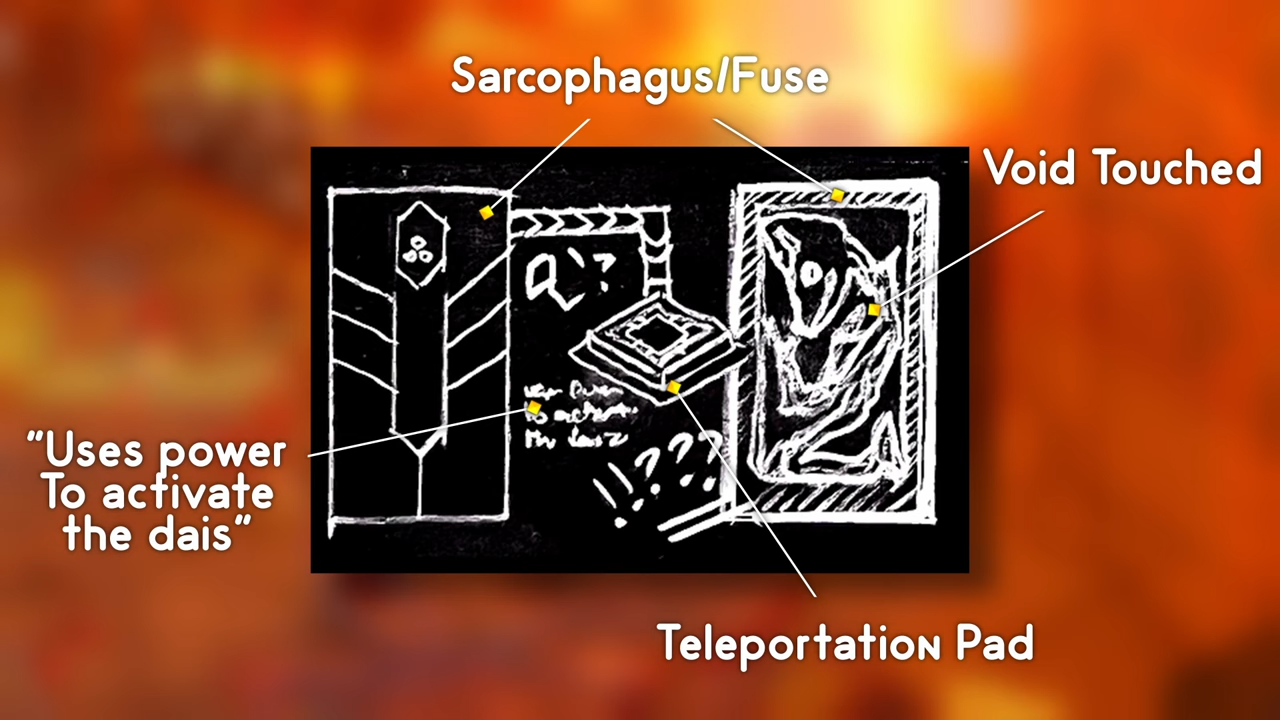 Sarcophagus/Fuse
Void Touched
Q?
"Uses power
To activate
the dais"
!!???
Teleportation Pad